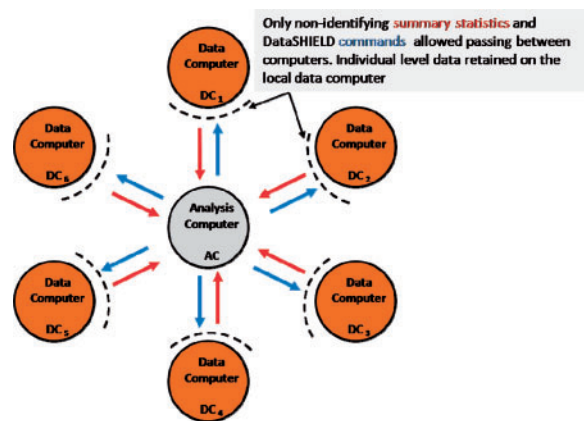 Only non-identifying summary statistics and
DataSHIELD commands allowed passing between
computers. Individual level data retained on
the local data computer
Data
Computer
DC1
Data
Computer
DC2
Data
Computer
DC3
Data
Computer
DC4
Data
Computer
DC5
Data
Computer
DC6
Analysis
Computer
AC